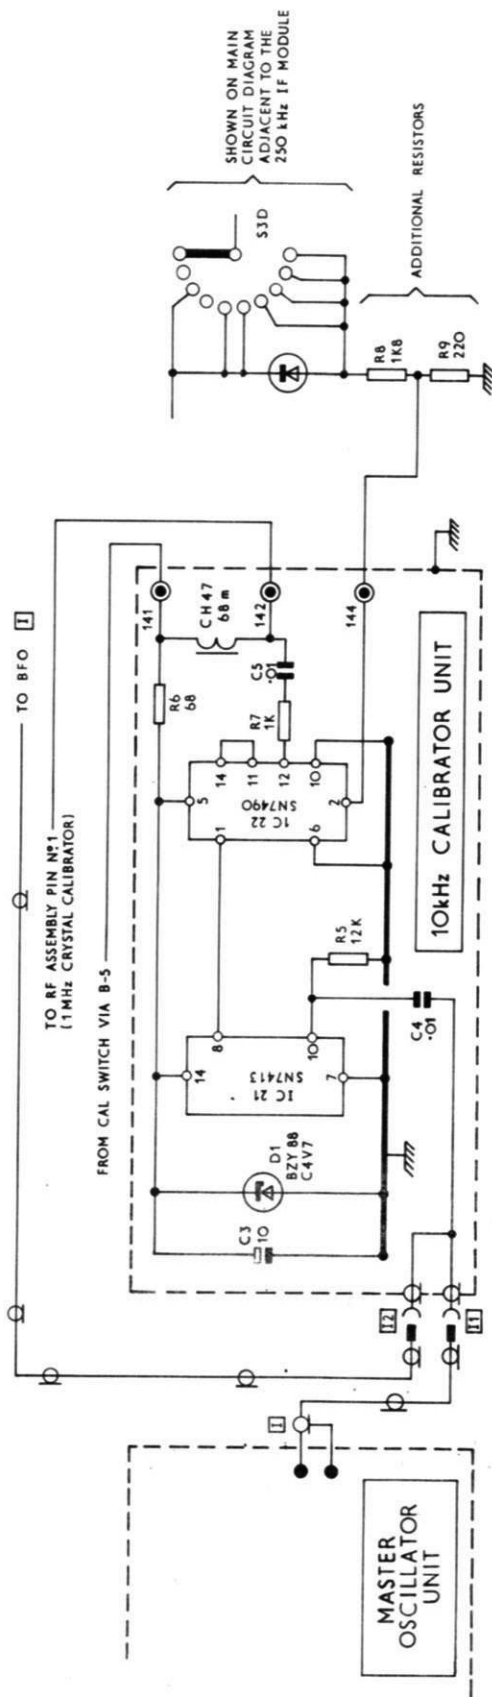 MASTER
OSCILLATOR
UNIT
I
I2
I1
TO BFO I
TO RF ASSEMBLY PIN Nº1
(1 MHz CRYSTAL CALIBRATOR)
FROM CAL SWITCH VIA B-5
C3
10
D1
BZY 88
C4V7
14
8
IC 21
SN7413
7
10
R5
12K
C4
·01
5
1
14
11
IC 22
SN7490
12
6
10
2
R6
68
R7
1K
C5
·01
CH47
68m
141
142
144
10kHz CALIBRATOR UNIT
SHOWN ON MAIN
CIRCUIT DIAGRAM
ADJACENT TO THE
250 kHz IF MODULE
S3D
R8
1K8
R9
220
ADDITIONAL RESISTORS